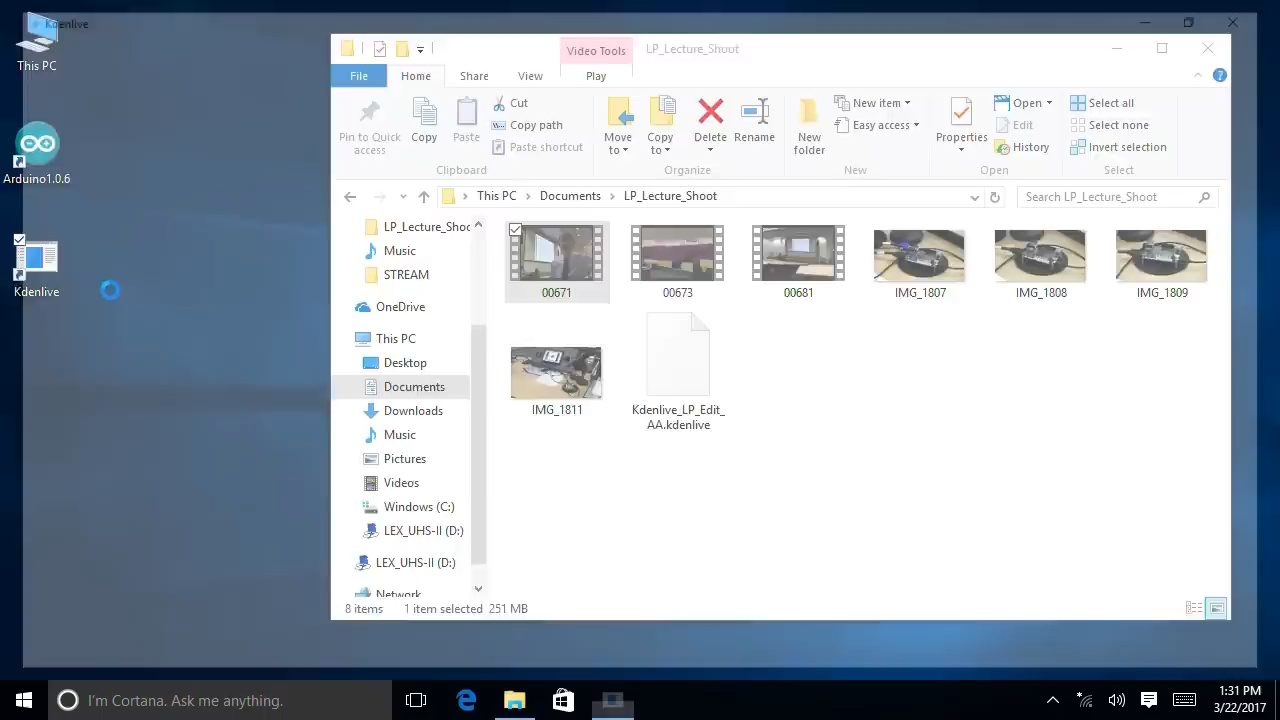 Kdenlive
This PC
Arduino1.0.6
Kdenlive
Video Tools
LP_Lecture_Shoot
File
Home
Share
View
Play
Pin to Quick
access
Copy
Paste
Cut
Copy path
Paste shortcut
Clipboard
Move
to
Copy
to
Delete
Rename
Organize
New
folder
New item
Easy access
New
Properties
Open
Edit
History
Open
Select all
Select none
Invert selection
Select
This PC
Documents
LP_Lecture_Shoot
Search LP_Lecture_Shoot
LP_Lecture_Shoo
Music
STREAM
OneDrive
This PC
Desktop
Documents
Downloads
Music
Pictures
Videos
Windows (C:)
LEX_UHS-II (D:)
LEX_UHS-II (D:)
Network
00671
00673
00681
IMG_1807
IMG_1808
IMG_1809
IMG_1811
Kdenlive_LP_Edit_
AA.kdenlive
8 items
1 item selected 251 MB
I'm Cortana. Ask me anything.
1:31 PM
3/22/2017